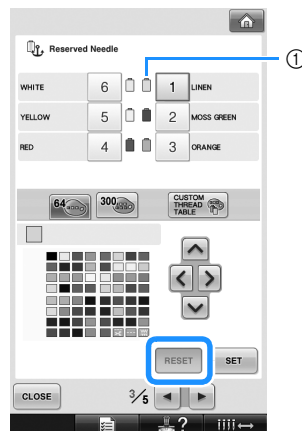 Reserved Needle
①
WHITE 6 1 LINEN
YELLOW 5 2 MOSS GREEN
RED 4 3 ORANGE
64 300 CUSTOM
THREAD
TABLE
RESET SET
CLOSE 3/5
?